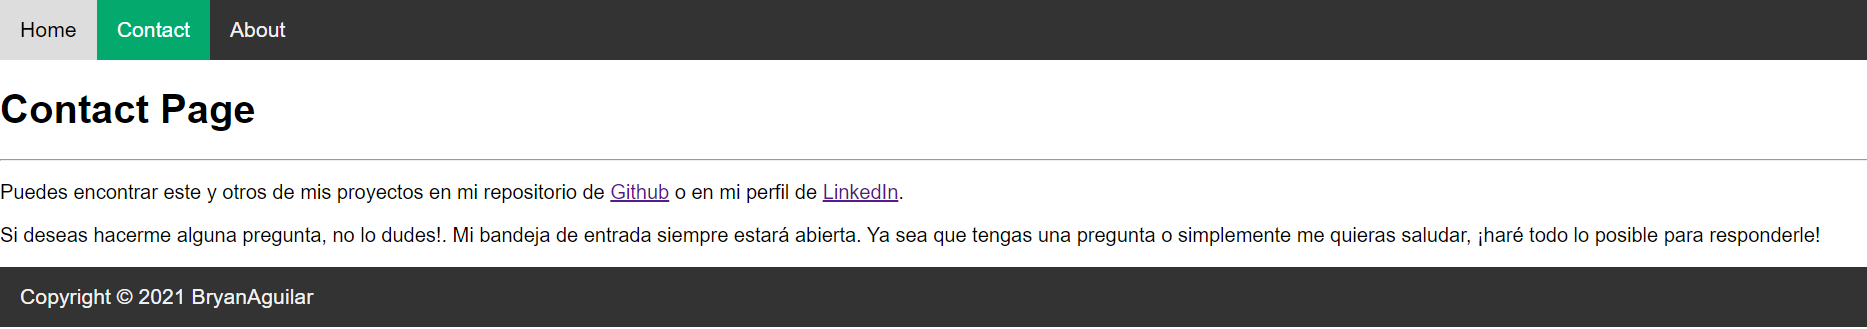 Home Contact About
Contact Page
Puedes encontrar este y otros de mis proyectos en mi repositorio de Github o en mi perfil de LinkedIn.
Si deseas hacerme alguna pregunta, no lo dudes!. Mi bandeja de entrada siempre estará abierta. Ya sea que tengas una pregunta o simplemente me quieras saludar, ¡haré todo lo posible para responderle!
Copyright © 2021 BryanAguilar